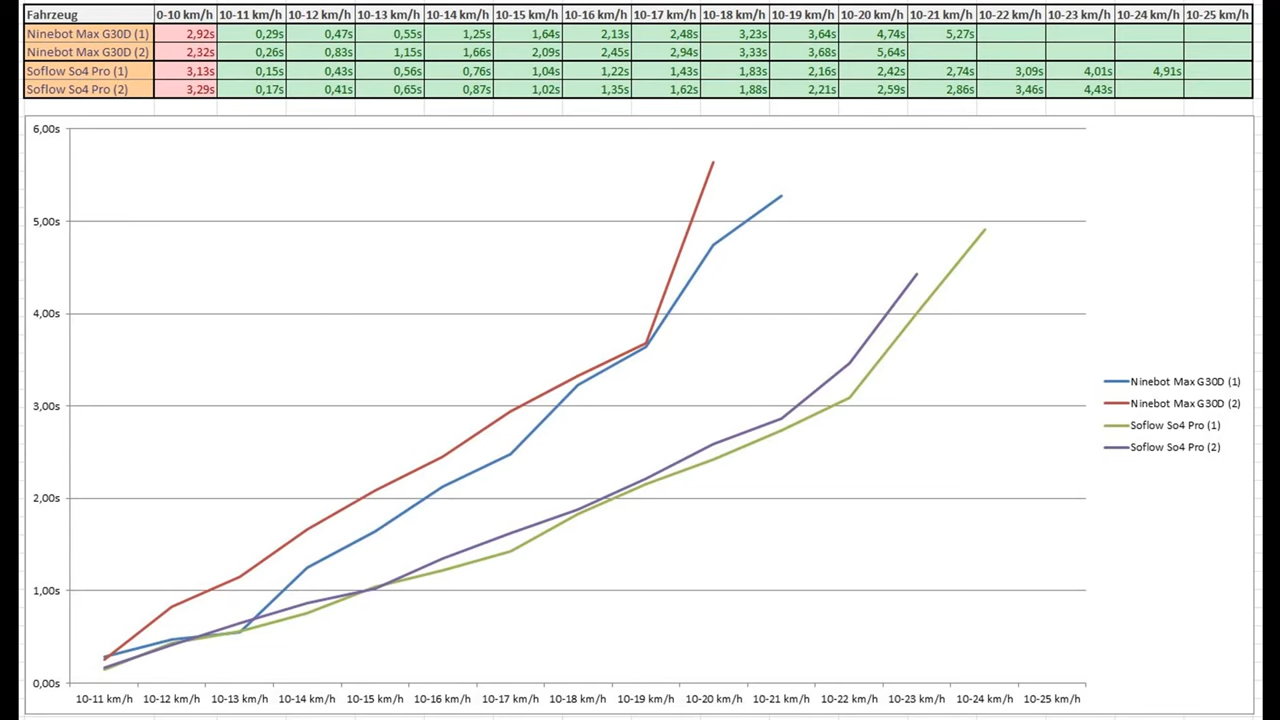 Fahrzeug 0-10 km/h 10-11 km/h 10-12 km/h 10-13 km/h 10-14 km/h 10-15 km/h 10-16 km/h 10-17 km/h 10-18 km/h 10-19 km/h 10-20 km/h 10-21 km/h 10-22 km/h 10-23 km/h 10-24 km/h 10-25 km/h
Ninebot Max G30D (1) 2,92s 0,29s 0,47s 0,55s 1,25s 1,64s 2,13s 2,48s 3,23s 3,64s 4,74s 5,27s
Ninebot Max G30D (2) 2,32s 0,26s 0,83s 1,15s 1,66s 2,09s 2,45s 2,94s 3,33s 3,68s 5,64s
Soflow So4 Pro (1) 3,13s 0,15s 0,43s 0,56s 0,76s 1,04s 1,22s 1,43s 1,83s 2,16s 2,42s 2,74s 3,09s 4,01s 4,91s
Soflow So4 Pro (2) 3,29s 0,17s 0,41s 0,65s 0,87s 1,02s 1,35s 1,62s 1,88s 2,21s 2,59s 2,86s 3,46s 4,43s
6,00s
5,00s
4,00s
3,00s
2,00s
1,00s
0,00s
10-11 km/h 10-12 km/h 10-13 km/h 10-14 km/h 10-15 km/h 10-16 km/h 10-17 km/h 10-18 km/h 10-19 km/h 10-20 km/h 10-21 km/h 10-22 km/h 10-23 km/h 10-24 km/h 10-25 km/h
Ninebot Max G30D (1)
Ninebot Max G30D (2)
Soflow So4 Pro (1)
Soflow So4 Pro (2)